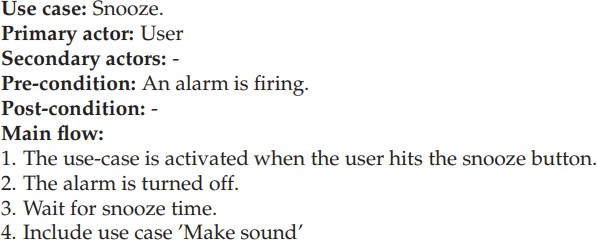 Use case: Snooze.
Primary actor: User
Secondary actors: -
Pre-condition: An alarm is firing.
Post-condition: -
Main flow:
1. The use-case is activated when the user hits the snooze button.
2. The alarm is turned off.
3. Wait for snooze time.
4. Include use case ’Make sound’